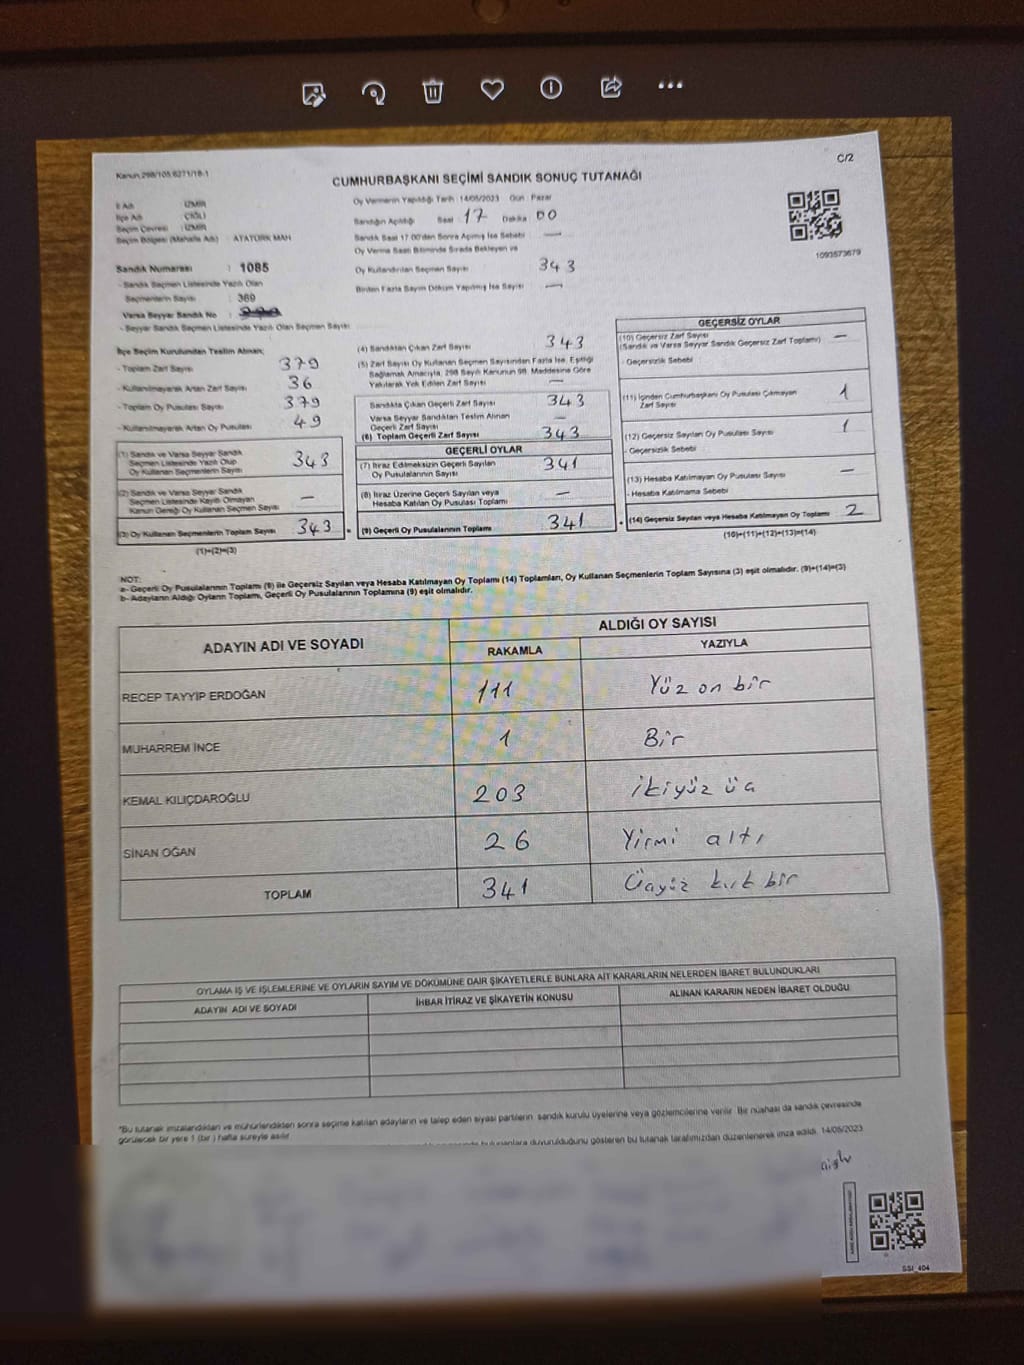 C/2
Kanun 298/105 6271/18-1
CUMHURBAŞKANI SEÇİMİ SANDIK SONUÇ TUTANAĞI
İl Adı : İZMİR
İlçe Adı : ÇİĞLİ
Seçim Çevresi : İZMİR
Seçim Bölgesi (Mahalle Adı) : ATATÜRK MAH
Sandık Numarası : 1085
- Sandık Seçmen Listesinde Yazılı Olan
Seçmenlerin Sayısı : 369
Varsa Seyyar Sandık No :
- Seyyar Sandık Seçmen Listesinde Yazılı Olan Seçmen Sayısı
Oy Vermenin Yapıldığı Tarih : 14/05/2023 Gün : Pazar
Sandığın Açıldığı Saat : 17 Dakika : 00
Sandık Saat 17.00'den Sonra Açılmış İse Sebebi : —
Oy Verme Saati Bitiminde Sırada Bekleyen ve
Oy Kullandırılan Seçmen Sayısı : 343
Birden Fazla Sayım Döküm Yapılmış İse Sayısı : —
1093573679
İlçe Seçim Kurulundan Teslim Alınan;
- Toplam Zarf Sayısı : 379
- Kullanılmayarak Artan Zarf Sayısı : 36
- Toplam Oy Pusulası Sayısı : 379
- Kullanılmayarak Artan Oy Pusulası : 49
(1) Sandık ve Varsa Seyyar Sandık
Seçmen Listesinde Yazılı Olup
Oy Kullanan Seçmenlerin Sayısı : 343
(2) Sandık ve Varsa Seyyar Sandık
Seçmen Listesinde Kayıtlı Olmayan
Kanun Gereği Oy Kullanan Seçmen Sayısı : —
(3) Oy Kullanan Seçmenlerin Toplam Sayısı : 343
(1)+(2)=(3)
(4) Sandıktan Çıkan Zarf Sayısı : 343
(5) Zarf Sayısı Oy Kullanan Seçmen Sayısından Fazla İse, Eşitliği
Sağlamak Amacıyla, 298 Sayılı Kanunun 98. Maddesine Göre
Yakılarak Yok Edilen Zarf Sayısı : —
Sandıkta Çıkan Geçerli Zarf Sayısı : 343
Varsa Seyyar Sandıktan Teslim Alınan
Geçerli Zarf Sayısı : —
(6) Toplam Geçerli Zarf Sayısı : 343
GEÇERLİ OYLAR
(7) İtiraz Edilmeksizin Geçerli Sayılan
Oy Pusulalarının Sayısı : 341
(8) İtiraz Üzerine Geçerli Sayılan veya
Hesaba Katılan Oy Pusulası Toplamı : —
= (9) Geçerli Oy Pusulalarının Toplamı : 341
GEÇERSİZ OYLAR
(10) Geçersiz Zarf Sayısı : —
(Sandık ve Varsa Seyyar Sandık Geçersiz Zarf Toplamı)
- Geçersizlik Sebebi :
(11) İçinden Cumhurbaşkanı Oy Pusulası Çıkmayan
Zarf Sayısı : 1
(12) Geçersiz Sayılan Oy Pusulası Sayısı : 1
- Geçersizlik Sebebi :
(13) Hesaba Katılmayan Oy Pusulası Sayısı : —
- Hesaba Katılmama Sebebi :
+ (14) Geçersiz Sayılan veya Hesaba Katılmayan Oy Toplamı : 2
(10)+(11)+(12)+(13)=(14)
NOT:
a- Geçerli Oy Pusulalarının Toplamı (9) ile Geçersiz Sayılan veya Hesaba Katılmayan Oy Toplamı (14) Toplamları, Oy Kullanan Seçmenlerin Toplam Sayısına (3) eşit olmalıdır. (9)+(14)=(3)
b- Adayların Aldığı Oyların Toplamı, Geçerli Oy Pusulalarının Toplamına (9) eşit olmalıdır.
ADAYIN ADI VE SOYADI
ALDIĞI OY SAYISI
RAKAMLA YAZIYLA
RECEP TAYYİP ERDOĞAN 111 Yüz on bir
MUHARREM İNCE 1 Bir
KEMAL KILIÇDAROĞLU 203 ikiyüz üç
SİNAN OĞAN 26 Yirmi altı
TOPLAM 341 Üçyüz kırk bir
OYLAMA İŞ VE İŞLEMLERİNE VE OYLARIN SAYIM VE DÖKÜMÜNE DAİR ŞİKAYETLERLE BUNLARA AİT KARARLARIN NELERDEN İBARET BULUNDUKLARI
ADAYIN ADI VE SOYADI İHBAR İTİRAZ VE ŞİKAYETİN KONUSU ALINAN KARARIN NEDEN İBARET OLDUĞU
*Bu tutanak imzalandıktan ve mühürlendikten sonra seçime katılan adayların ve talep eden siyasi partilerin sandık kurulu üyelerine veya gözlemcilerine verilir. Bir nüshası da sandık çevresinde
görülecek bir yere 1 (bir) hafta süreyle asılır.
bulunanlara duyurulduğunu gösteren bu tutanak tarafımızdan düzenlenerek imza edildi. 14/05/2023
SSI_404